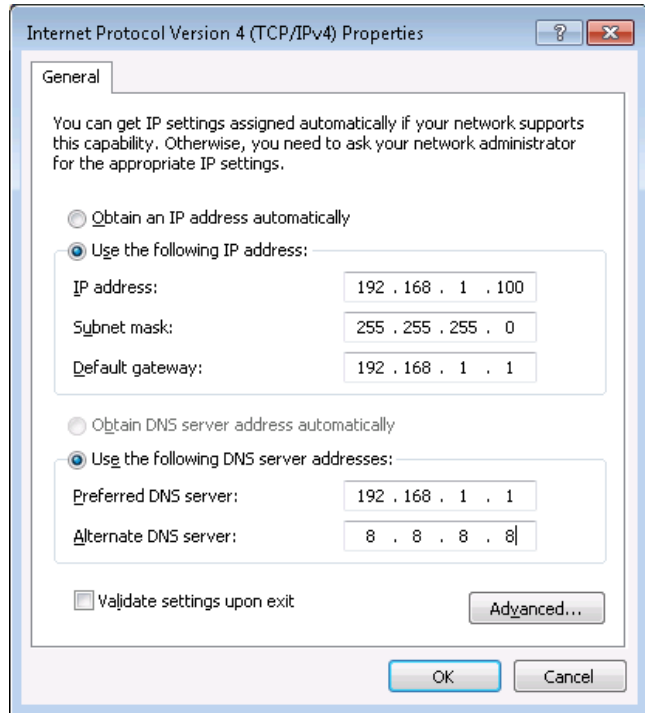 Internet Protocol Version 4 (TCP/IPv4) Properties
General
You can get IP settings assigned automatically if your network supports
this capability. Otherwise, you need to ask your network administrator
for the appropriate IP settings.
Obtain an IP address automatically
Use the following IP address:
IP address: 192 . 168 . 1 . 100
Subnet mask: 255 . 255 . 255 . 0
Default gateway: 192 . 168 . 1 . 1
Obtain DNS server address automatically
Use the following DNS server addresses:
Preferred DNS server: 192 . 168 . 1 . 1
Alternate DNS server: 8 . 8 . 8 . 8
Validate settings upon exit
Advanced...
OK Cancel